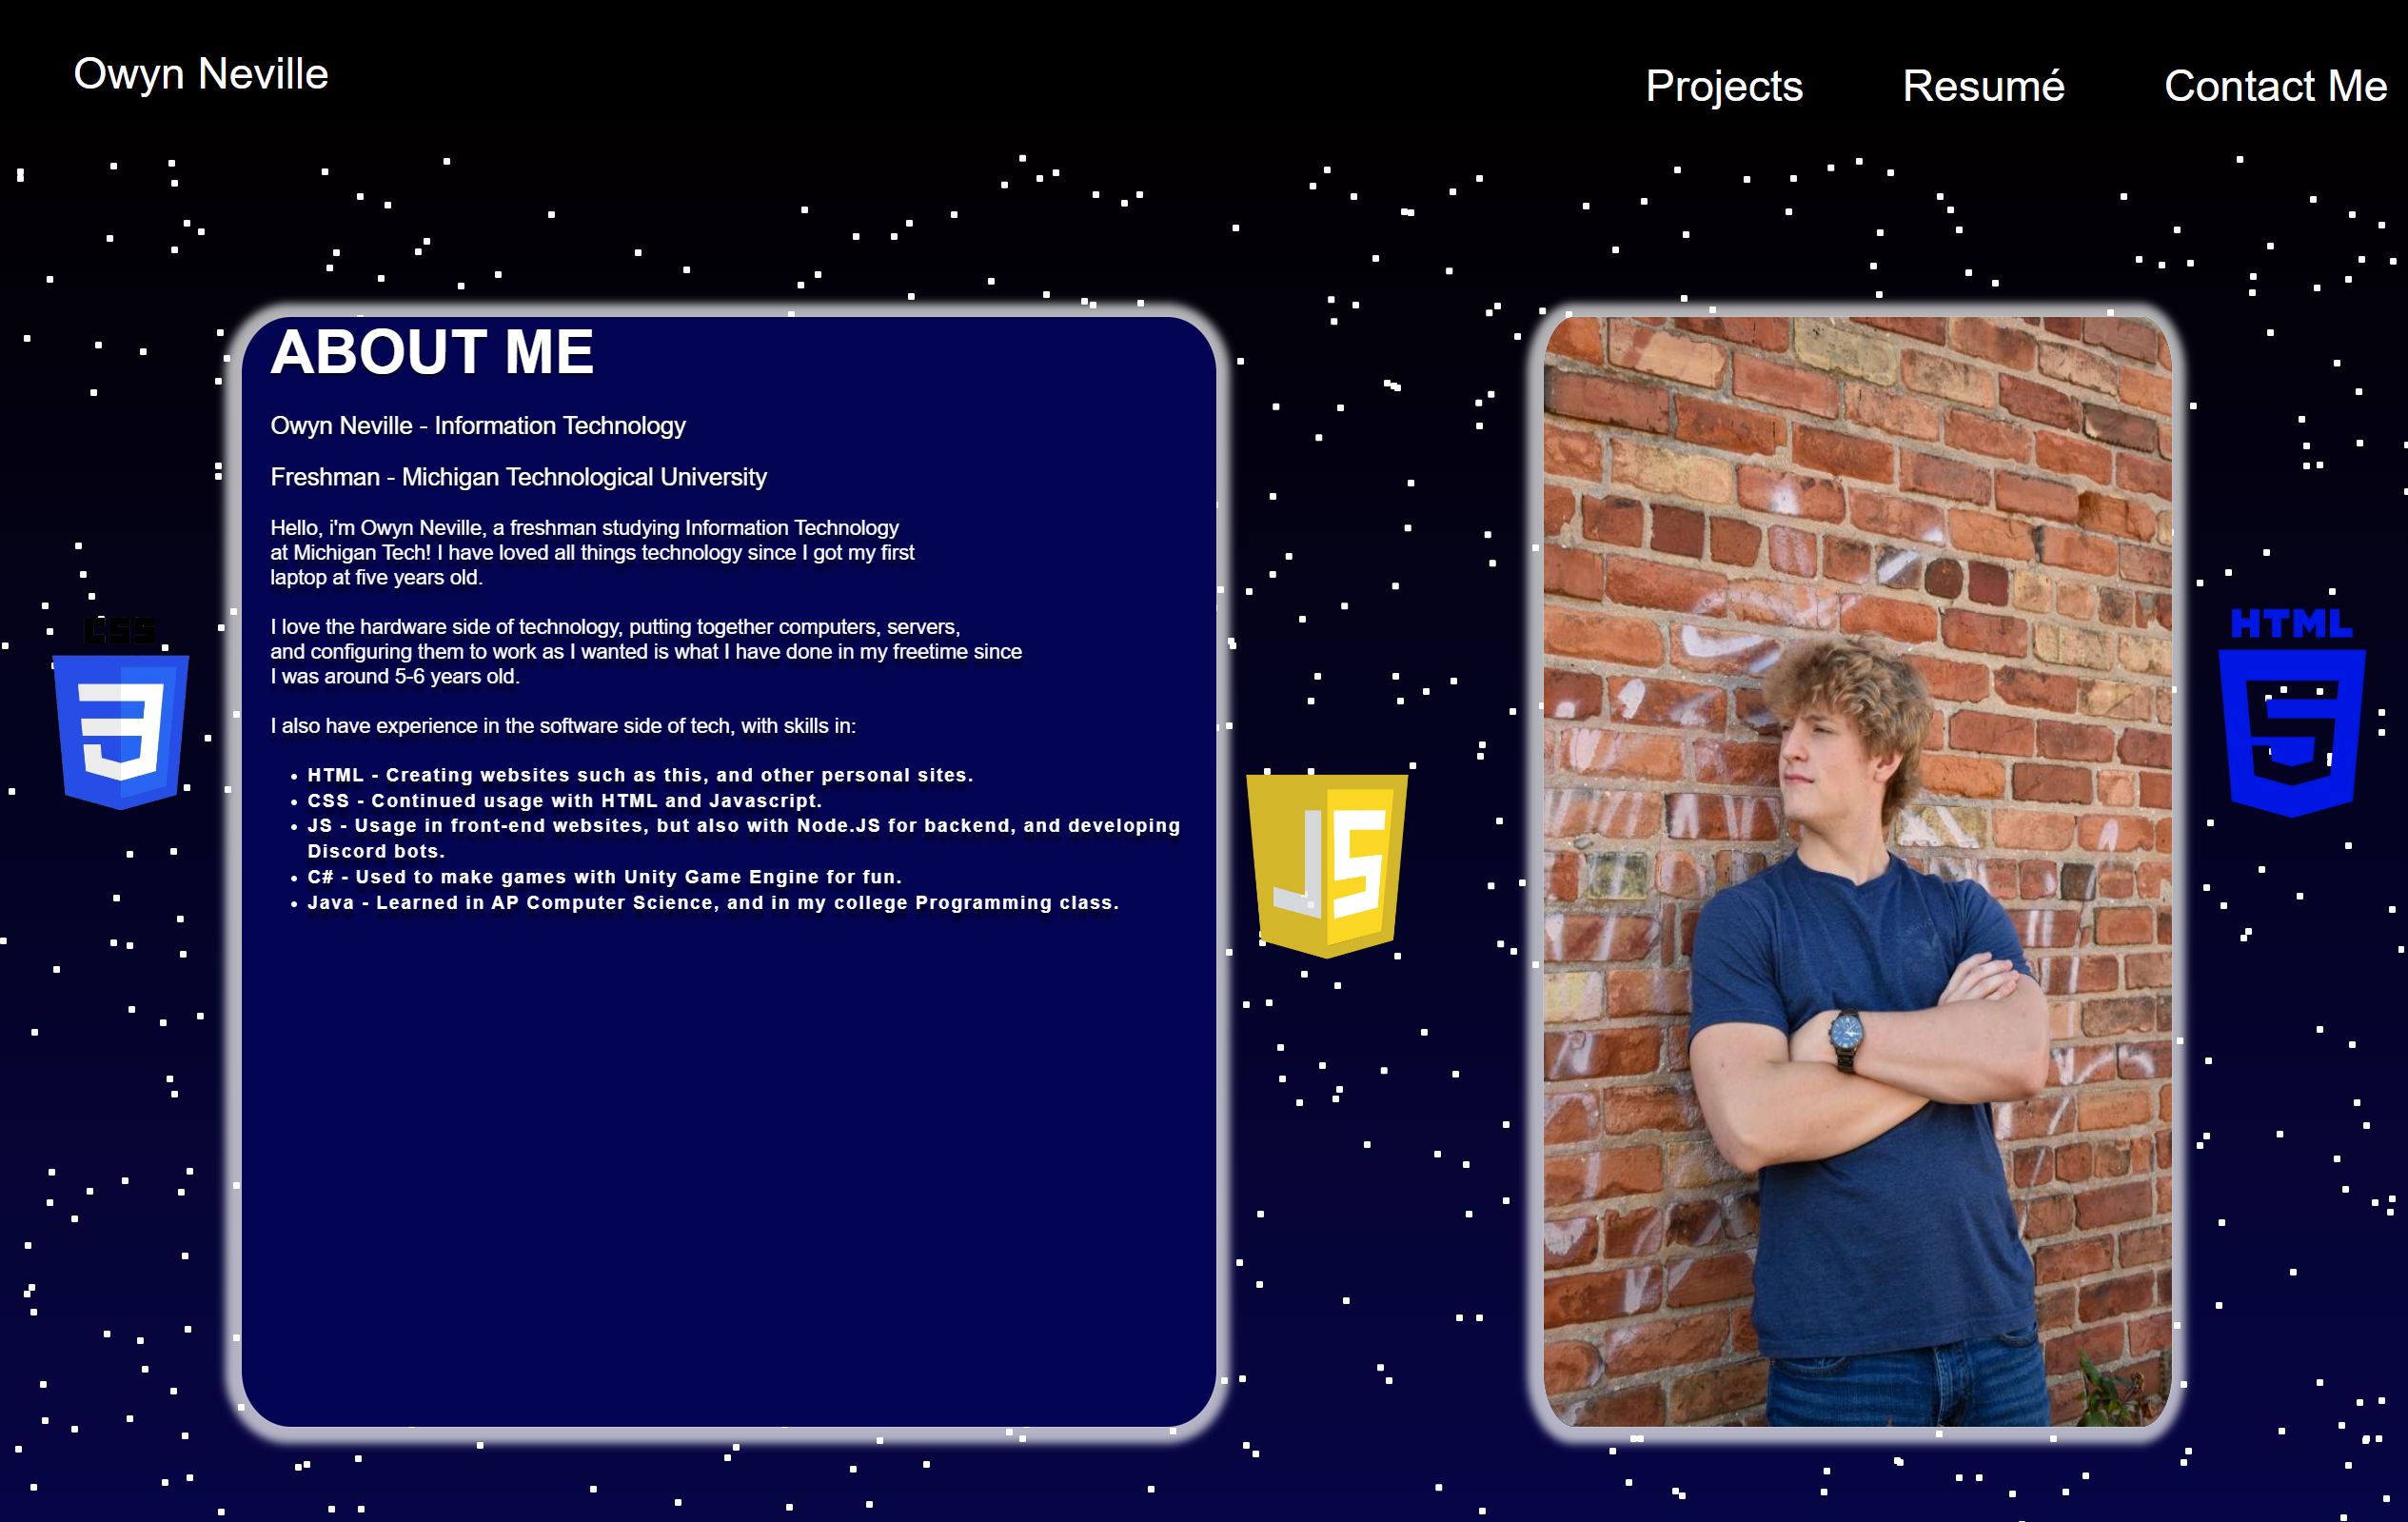 Owyn Neville
Projects
Resumé
Contact Me
ABOUT ME
Owyn Neville - Information Technology
Freshman - Michigan Technological University
Hello, i'm Owyn Neville, a freshman studying Information Technology
at Michigan Tech! I have loved all things technology since I got my first
laptop at five years old.
I love the hardware side of technology, putting together computers, servers,
and configuring them to work as I wanted is what I have done in my freetime since
I was around 5-6 years old.
I also have experience in the software side of tech, with skills in:
• HTML - Creating websites such as this, and other personal sites.
• CSS - Continued usage with HTML and Javascript.
• JS - Usage in front-end websites, but also with Node.JS for backend, and developing
Discord bots.
• C# - Used to make games with Unity Game Engine for fun.
• Java - Learned in AP Computer Science, and in my college Programming class.
CSS
3
JS
HTML
5